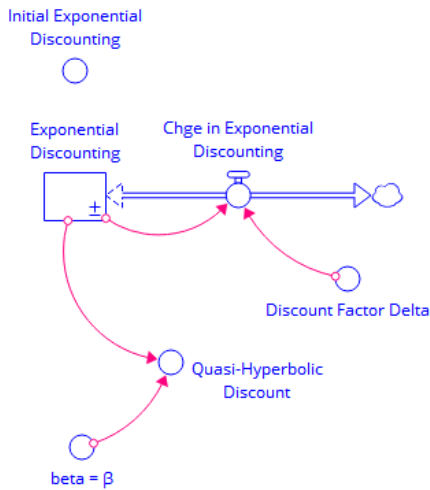 Initial Exponential
Discounting
Exponential
Discounting
Chge in Exponential
Discounting
±
Discount Factor Delta
Quasi-Hyperbolic
Discount
beta = β